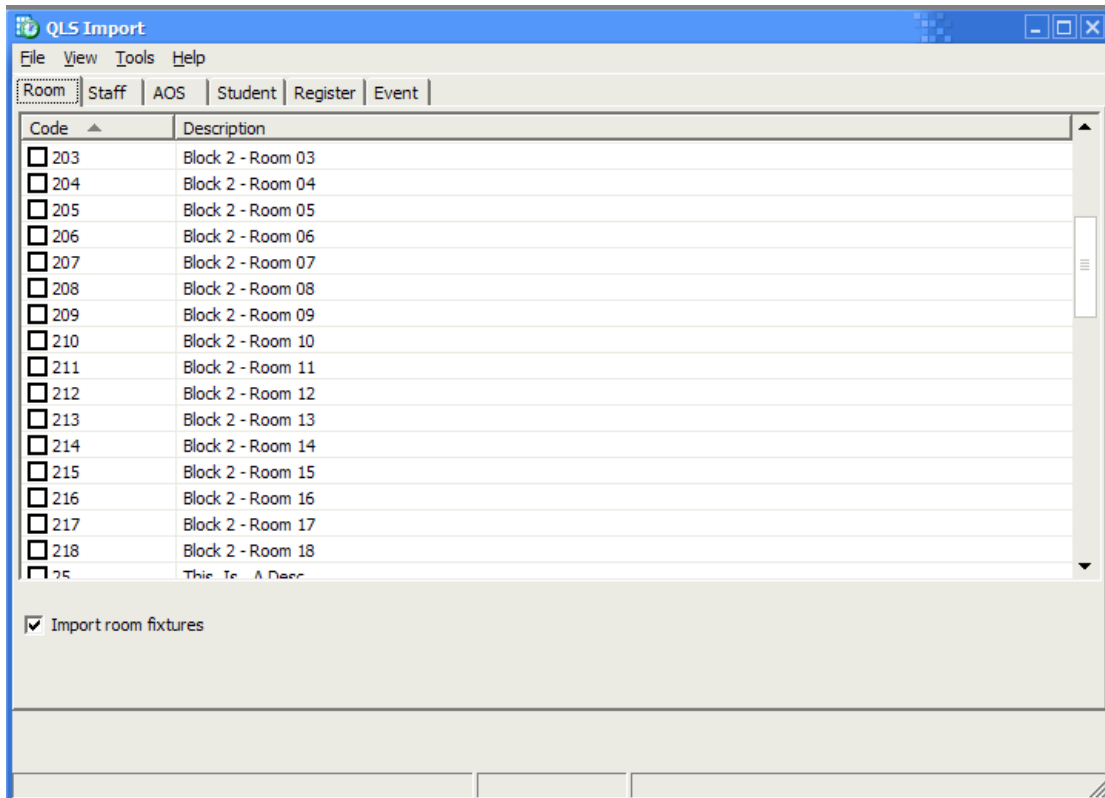 QLS Import
File View Tools Help
Room Staff AOS Student Register Event
Code Description
203 Block 2 - Room 03
204 Block 2 - Room 04
205 Block 2 - Room 05
206 Block 2 - Room 06
207 Block 2 - Room 07
208 Block 2 - Room 08
209 Block 2 - Room 09
210 Block 2 - Room 10
211 Block 2 - Room 11
212 Block 2 - Room 12
213 Block 2 - Room 13
214 Block 2 - Room 14
215 Block 2 - Room 15
216 Block 2 - Room 16
217 Block 2 - Room 17
218 Block 2 - Room 18
25 This Is A Desc
Import room fixtures